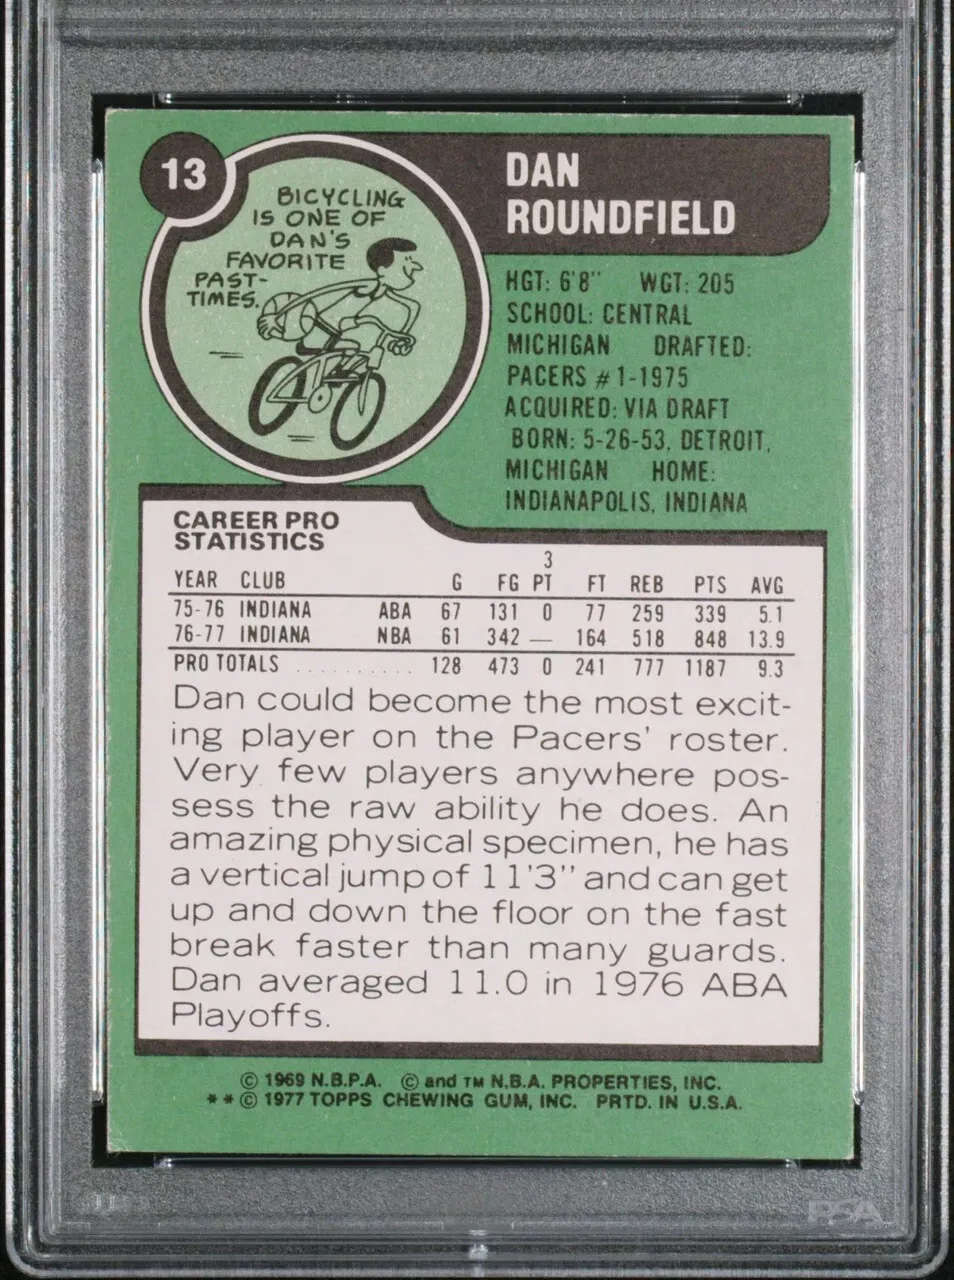 13
BICYCLING
IS ONE OF
DAN'S
FAVORITE
PAST-
TIMES.
DAN
ROUNDFIELD
HGT: 6'8" WGT: 205
SCHOOL: CENTRAL
MICHIGAN DRAFTED:
PACERS #1-1975
ACQUIRED: VIA DRAFT
BORN: 5-26-53, DETROIT,
MICHIGAN HOME:
INDIANAPOLIS, INDIANA
CAREER PRO
STATISTICS
3
YEAR CLUB G FG PT FT REB PTS AVG
75-76 INDIANA ABA 67 131 0 77 259 339 5.1
76-77 INDIANA NBA 61 342 — 164 518 848 13.9
PRO TOTALS .......... 128 473 0 241 777 1187 9.3
Dan could become the most excit-
ing player on the Pacers' roster.
Very few players anywhere pos-
sess the raw ability he does. An
amazing physical specimen, he has
a vertical jump of 11'3" and can get
up and down the floor on the fast
break faster than many guards.
Dan averaged 11.0 in 1976 ABA
Playoffs.
© 1969 N.B.P.A. © and TM N.B.A. PROPERTIES, INC.
**© 1977 TOPPS CHEWING GUM, INC. PRTD. IN U.S.A.
PSA